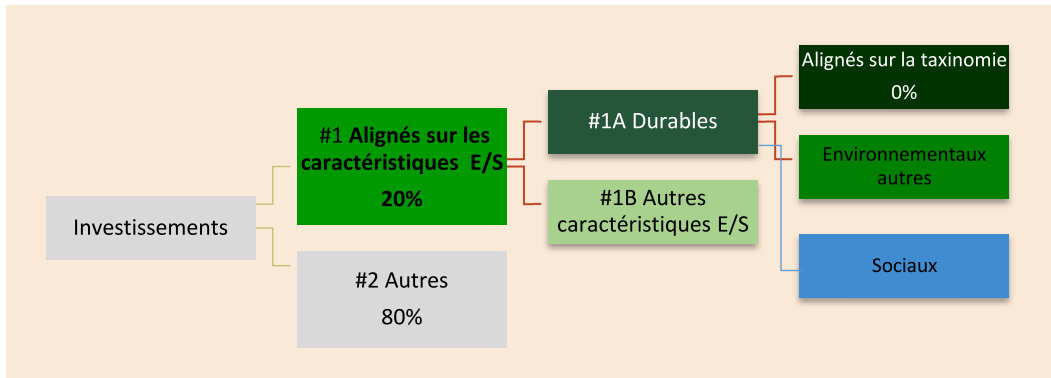 Investissements
#1 Alignés sur les
caractéristiques E/S
20%
#2 Autres
80%
#1A Durables
#1B Autres
caractéristiques E/S
Alignés sur la taxinomie
0%
Environnementaux
autres
Sociaux